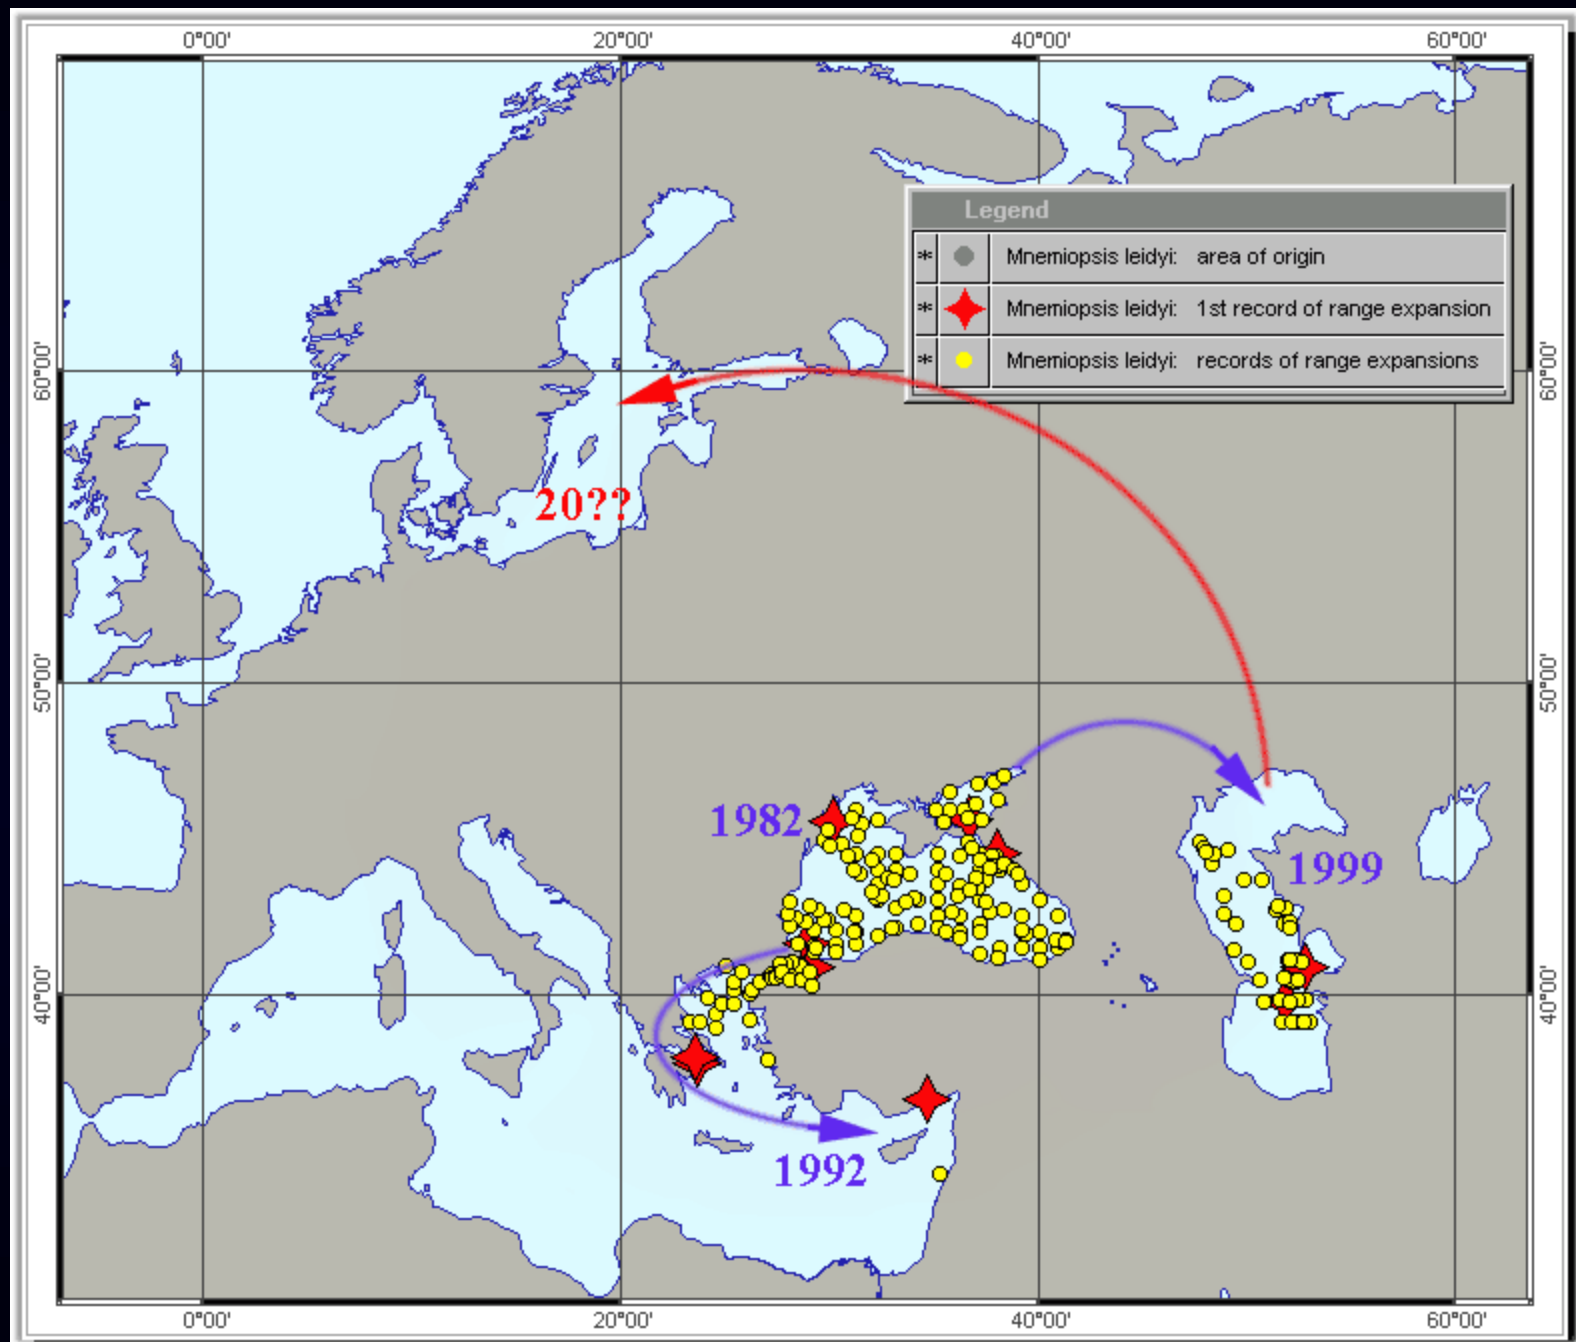 0°00' 20°00' 40°00' 60°00'
Legend
* Mnemiopsis leidyi: area of origin
* Mnemiopsis leidyi: 1st record of range expansion
* Mnemiopsis leidyi: records of range expansions
60°00' 60°00'
20??
50°00' 50°00'
1982
1999
40°00' 40°00'
1992
0°00' 20°00' 40°00' 60°00'